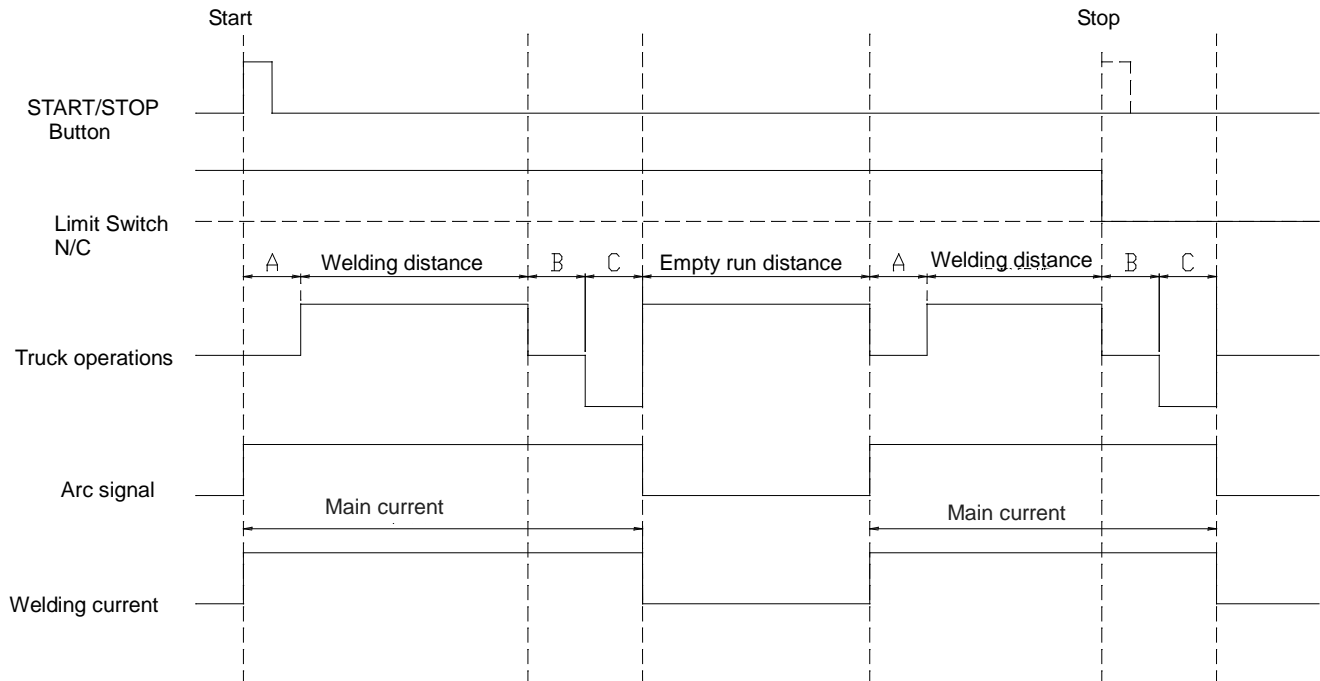 Start
Stop
START/STOP
Button
Limit Switch
N/C
A
Welding distance
B
C
Empty run distance
A
Welding distance
B
C
Truck operations
Arc signal
Main current
Main current
Welding current